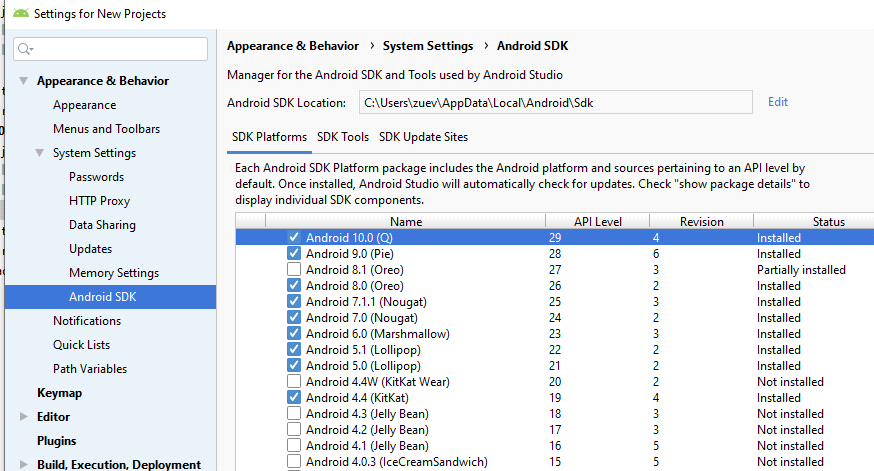 Settings for New Projects
Appearance & Behavior
Appearance
Menus and Toolbars
System Settings
Passwords
HTTP Proxy
Data Sharing
Updates
Memory Settings
Android SDK
Notifications
Quick Lists
Path Variables
Keymap
Editor
Plugins
Build, Execution, Deployment
Appearance & Behavior › System Settings › Android SDK
Manager for the Android SDK and Tools used by Android Studio
Android SDK Location: C:\Users\zuev\AppData\Local\Android\Sdk Edit
SDK Platforms SDK Tools SDK Update Sites
Each Android SDK Platform package includes the Android platform and sources pertaining to an API level by
default. Once installed, Android Studio will automatically check for updates. Check "show package details" to
display individual SDK components.
Name API Level Revision Status
Android 10.0 (Q) 29 4 Installed
Android 9.0 (Pie) 28 6 Installed
Android 8.1 (Oreo) 27 3 Partially installed
Android 8.0 (Oreo) 26 2 Installed
Android 7.1.1 (Nougat) 25 3 Installed
Android 7.0 (Nougat) 24 2 Installed
Android 6.0 (Marshmallow) 23 3 Installed
Android 5.1 (Lollipop) 22 2 Installed
Android 5.0 (Lollipop) 21 2 Installed
Android 4.4W (KitKat Wear) 20 2 Not installed
Android 4.4 (KitKat) 19 4 Installed
Android 4.3 (Jelly Bean) 18 3 Not installed
Android 4.2 (Jelly Bean) 17 3 Not installed
Android 4.1 (Jelly Bean) 16 5 Not installed
Android 4.0.3 (IceCreamSandwich) 15 5 Not installed